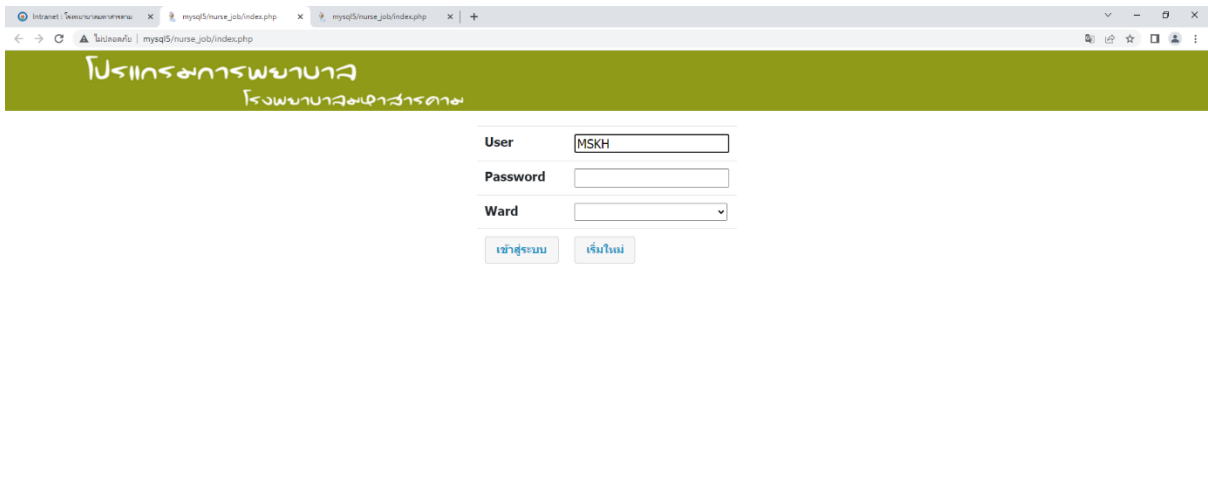 Intranet : โรงพยาบาลมหาสารคาม
mysql5/nurse_job/index.php
mysql5/nurse_job/index.php
ไม่ปลอดภัย
mysql5/nurse_job/index.php
โปรแกรมการพยาบาล
โรงพยาบาลมหาสารคาม
User
MSKH
Password
Ward
เข้าสู่ระบบ
เริ่มใหม่